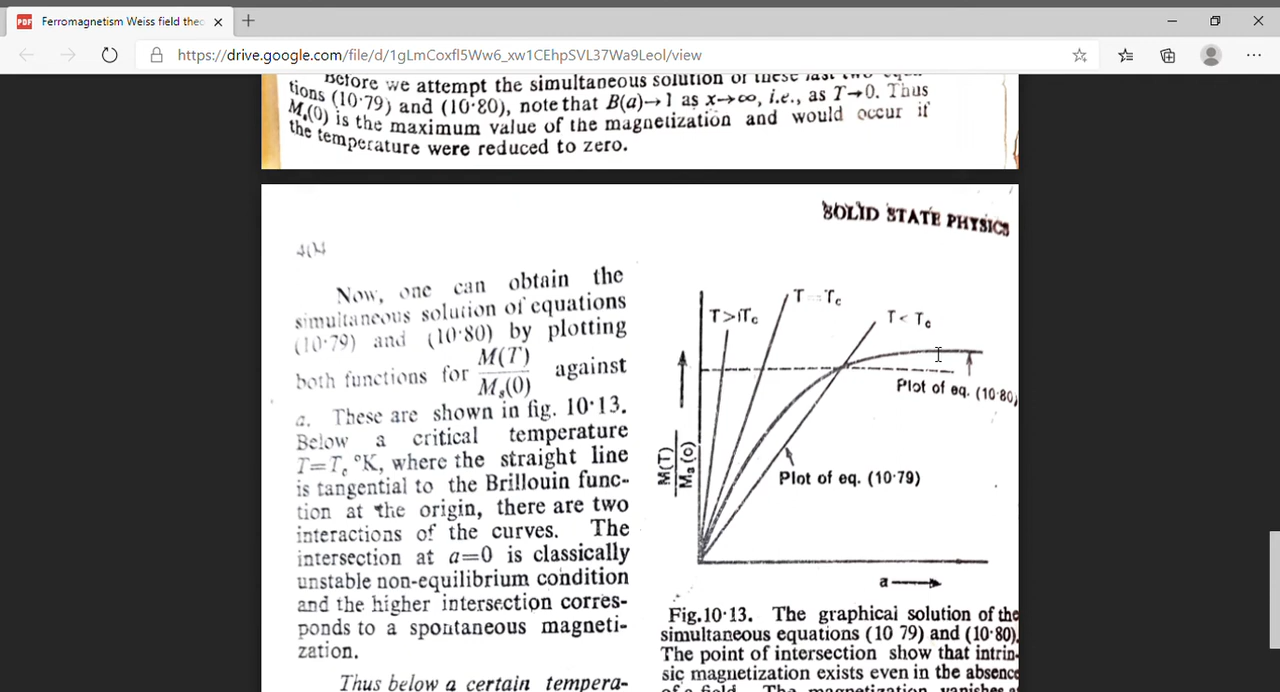 Ferromagnetism Weiss field theo
https://drive.google.com/file/d/1gLmCoxfl5Ww6_xw1CEhpSVL37Wa9LeoI/view
Before we attempt the simultaneous solution of these last two equa-
tions (10·79) and (10·80), note that B(a)→1 as x→∞, i.e., as T→0. Thus
Ms(0) is the maximum value of the magnetization and would occur if
the temperature were reduced to zero.
SOLID STATE PHYSICS
404
Now, one can obtain the
simultaneous solution of equations
(10·79) and (10·80) by plotting
both functions for M(T)/Ms(0) against
a. These are shown in fig. 10·13.
Below a critical temperature
T=Tc °K, where the straight line
is tangential to the Brillouin func-
tion at the origin, there are two
interactions of the curves. The
intersection at a=0 is classically
unstable non-equilibrium condition
and the higher intersection corres-
ponds to a spontaneous magneti-
zation.
Thus below a certain tempera-
T>Tc
T=Tc
T<Tc
Plot of eq. (10·80)
M(T)/Ms(o)
Plot of eq. (10·79)
a
Fig.10·13. The graphical solution of the
simultaneous equations (10 79) and (10·80).
The point of intersection show that intrin-
sic magnetization exists even in the absence
of a field. The magnetization vanishes at